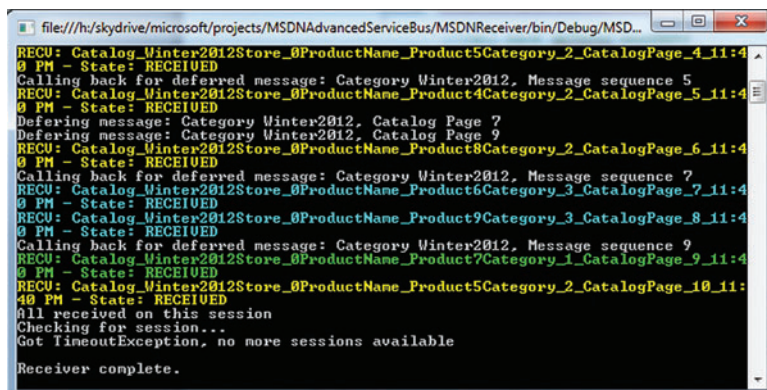 file:///h:/skydrive/microsoft/projects/MSDNAdvancedServiceBus/MSDNReceiver/bin/Debug/MSD...
RECV: Catalog_Winter2012Store_0ProductName_Product5Category_2_CatalogPage_4_11:4
0 PM - State: RECEIVED
Calling back for deferred message: Category Winter2012, Message sequence 5
RECV: Catalog_Winter2012Store_0ProductName_Product4Category_2_CatalogPage_5_11:4
0 PM - State: RECEIVED
Defering message: Category Winter2012, Catalog Page 7
Defering message: Category Winter2012, Catalog Page 9
RECV: Catalog_Winter2012Store_0ProductName_Product8Category_2_CatalogPage_6_11:4
0 PM - State: RECEIVED
Calling back for deferred message: Category Winter2012, Message sequence 7
RECV: Catalog_Winter2012Store_0ProductName_Product6Category_3_CatalogPage_7_11:4
0 PM - State: RECEIVED
RECV: Catalog_Winter2012Store_0ProductName_Product9Category_3_CatalogPage_8_11:4
0 PM - State: RECEIVED
Calling back for deferred message: Category Winter2012, Message sequence 9
RECV: Catalog_Winter2012Store_0ProductName_Product7Category_1_CatalogPage_9_11:4
0 PM - State: RECEIVED
RECV: Catalog_Winter2012Store_0ProductName_Product5Category_2_CatalogPage_10_11:
40 PM - State: RECEIVED
All received on this session
Checking for session...
Got TimeoutException, no more sessions available
Receiver complete.